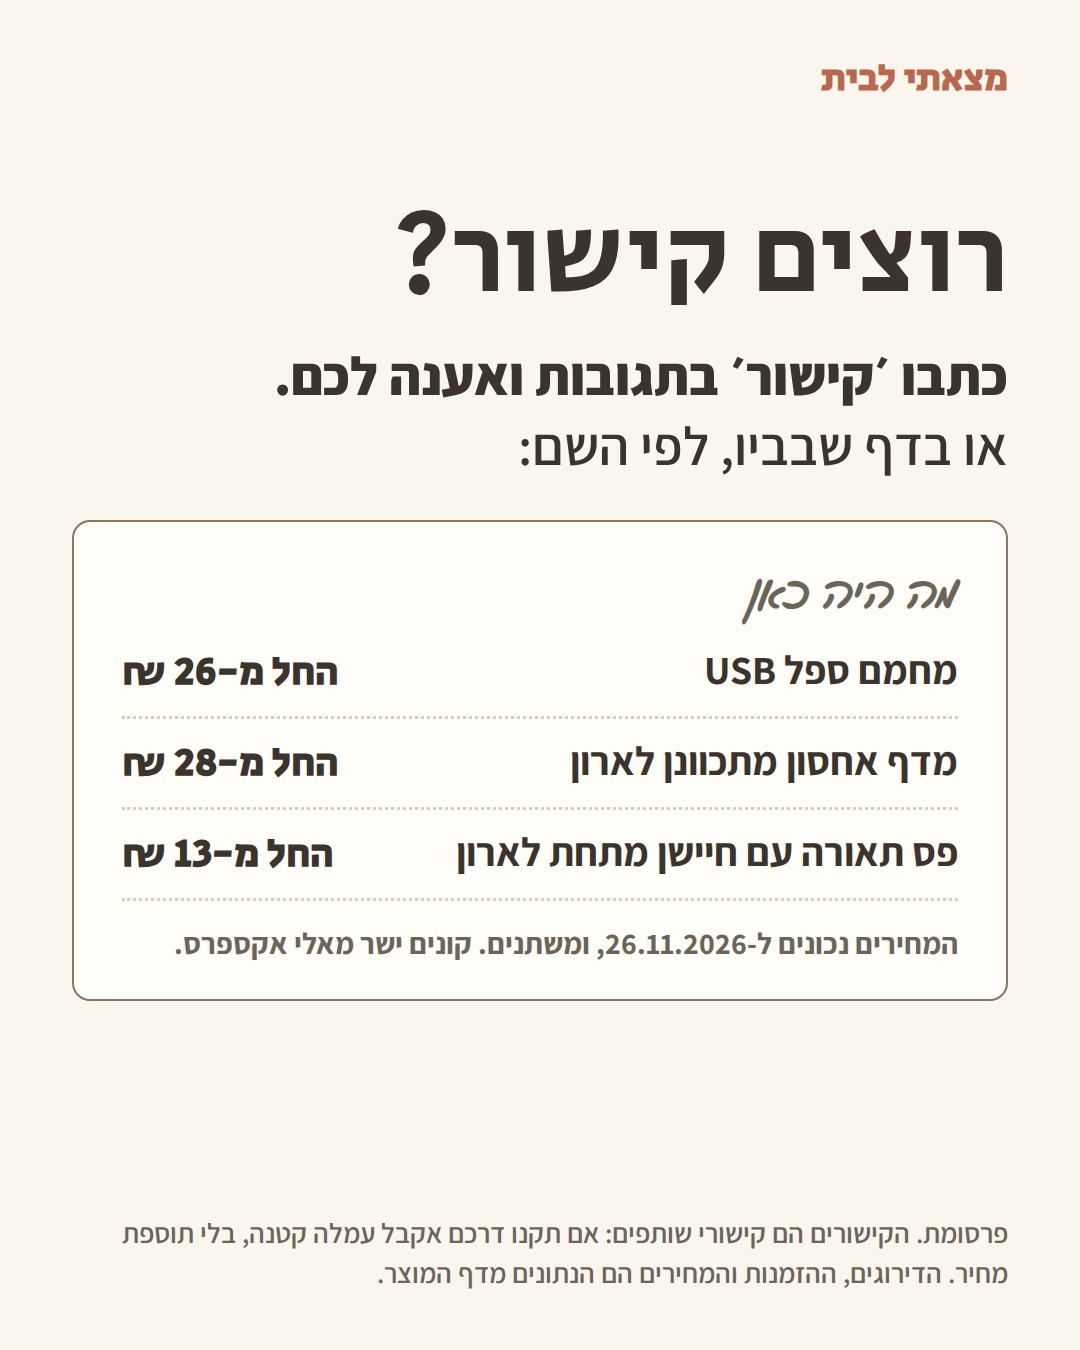 מצאתי לבית
רוצים קישור?
כתבו ׳קישור׳ בתגובות ואענה לכם.
או בדף שבביו, לפי השם:
מה היה כאן
מחמם ספל USB החל מ–26 ₪
מדף אחסון מתכוונן לארון החל מ–28 ₪
פס תאורה עם חיישן מתחת לארון החל מ–13 ₪
המחירים נכונים ל-26.11.2026, ומשתנים. קונים ישר מאלי אקספרס.
פרסומת. הקישורים הם קישורי שותפים: אם תקנו דרכם אקבל עמלה קטנה, בלי תוספת
מחיר. הדירוגים, ההזמנות והמחירים הם הנתונים מדף המוצר.